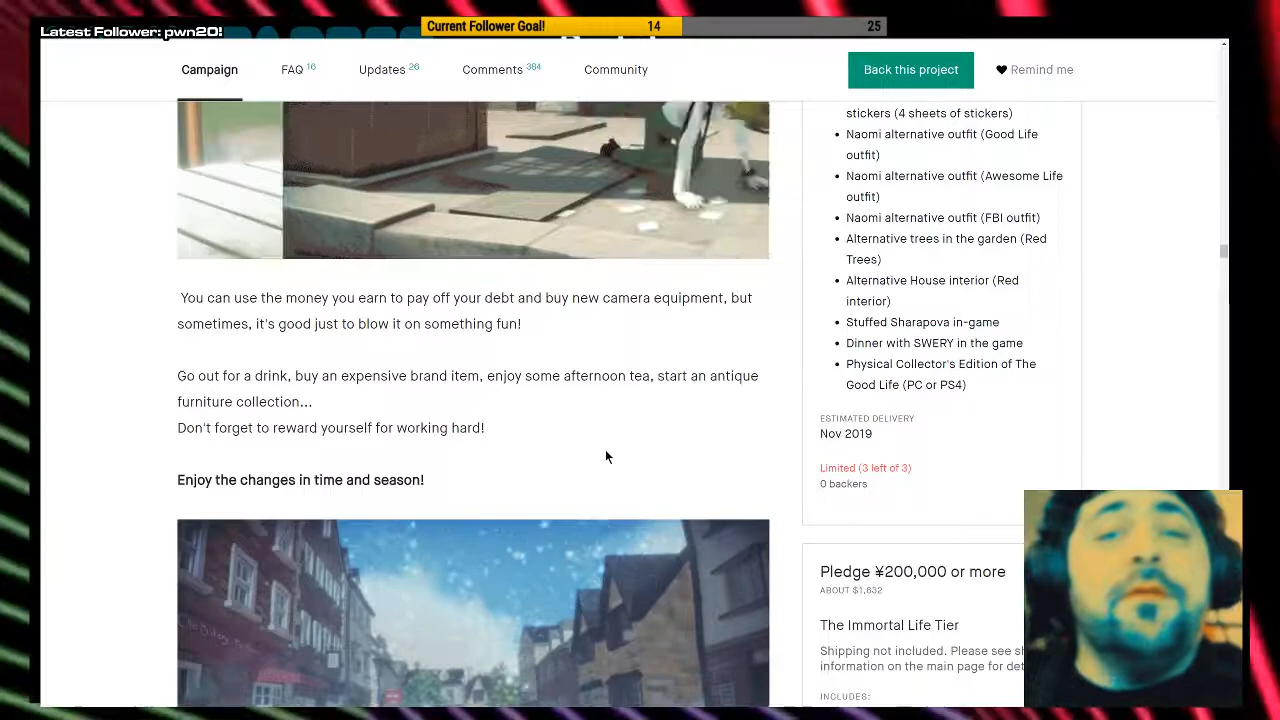 Latest Follower: pwn20!
Current Follower Goal! 14 25
Campaign FAQ 16 Updates 26 Comments 384 Community Back this project Remind me
stickers (4 sheets of stickers)
Naomi alternative outfit (Good Life
outfit)
Naomi alternative outfit (Awesome Life
outfit)
Naomi alternative outfit (FBI outfit)
Alternative trees in the garden (Red
Trees)
Alternative House interior (Red
interior)
Stuffed Sharapova in-game
Dinner with SWERY in the game
Physical Collector's Edition of The
Good Life (PC or PS4)
ESTIMATED DELIVERY
Nov 2019
Limited (3 left of 3)
0 backers
You can use the money you earn to pay off your debt and buy new camera equipment, but
sometimes, it's good just to blow it on something fun!
Go out for a drink, buy an expensive brand item, enjoy some afternoon tea, start an antique
furniture collection...
Don't forget to reward yourself for working hard!
Enjoy the changes in time and season!
Pledge ¥200,000 or more
ABOUT $1,832
The Immortal Life Tier
Shipping not included. Please see
information on the main page for
INCLUDES: